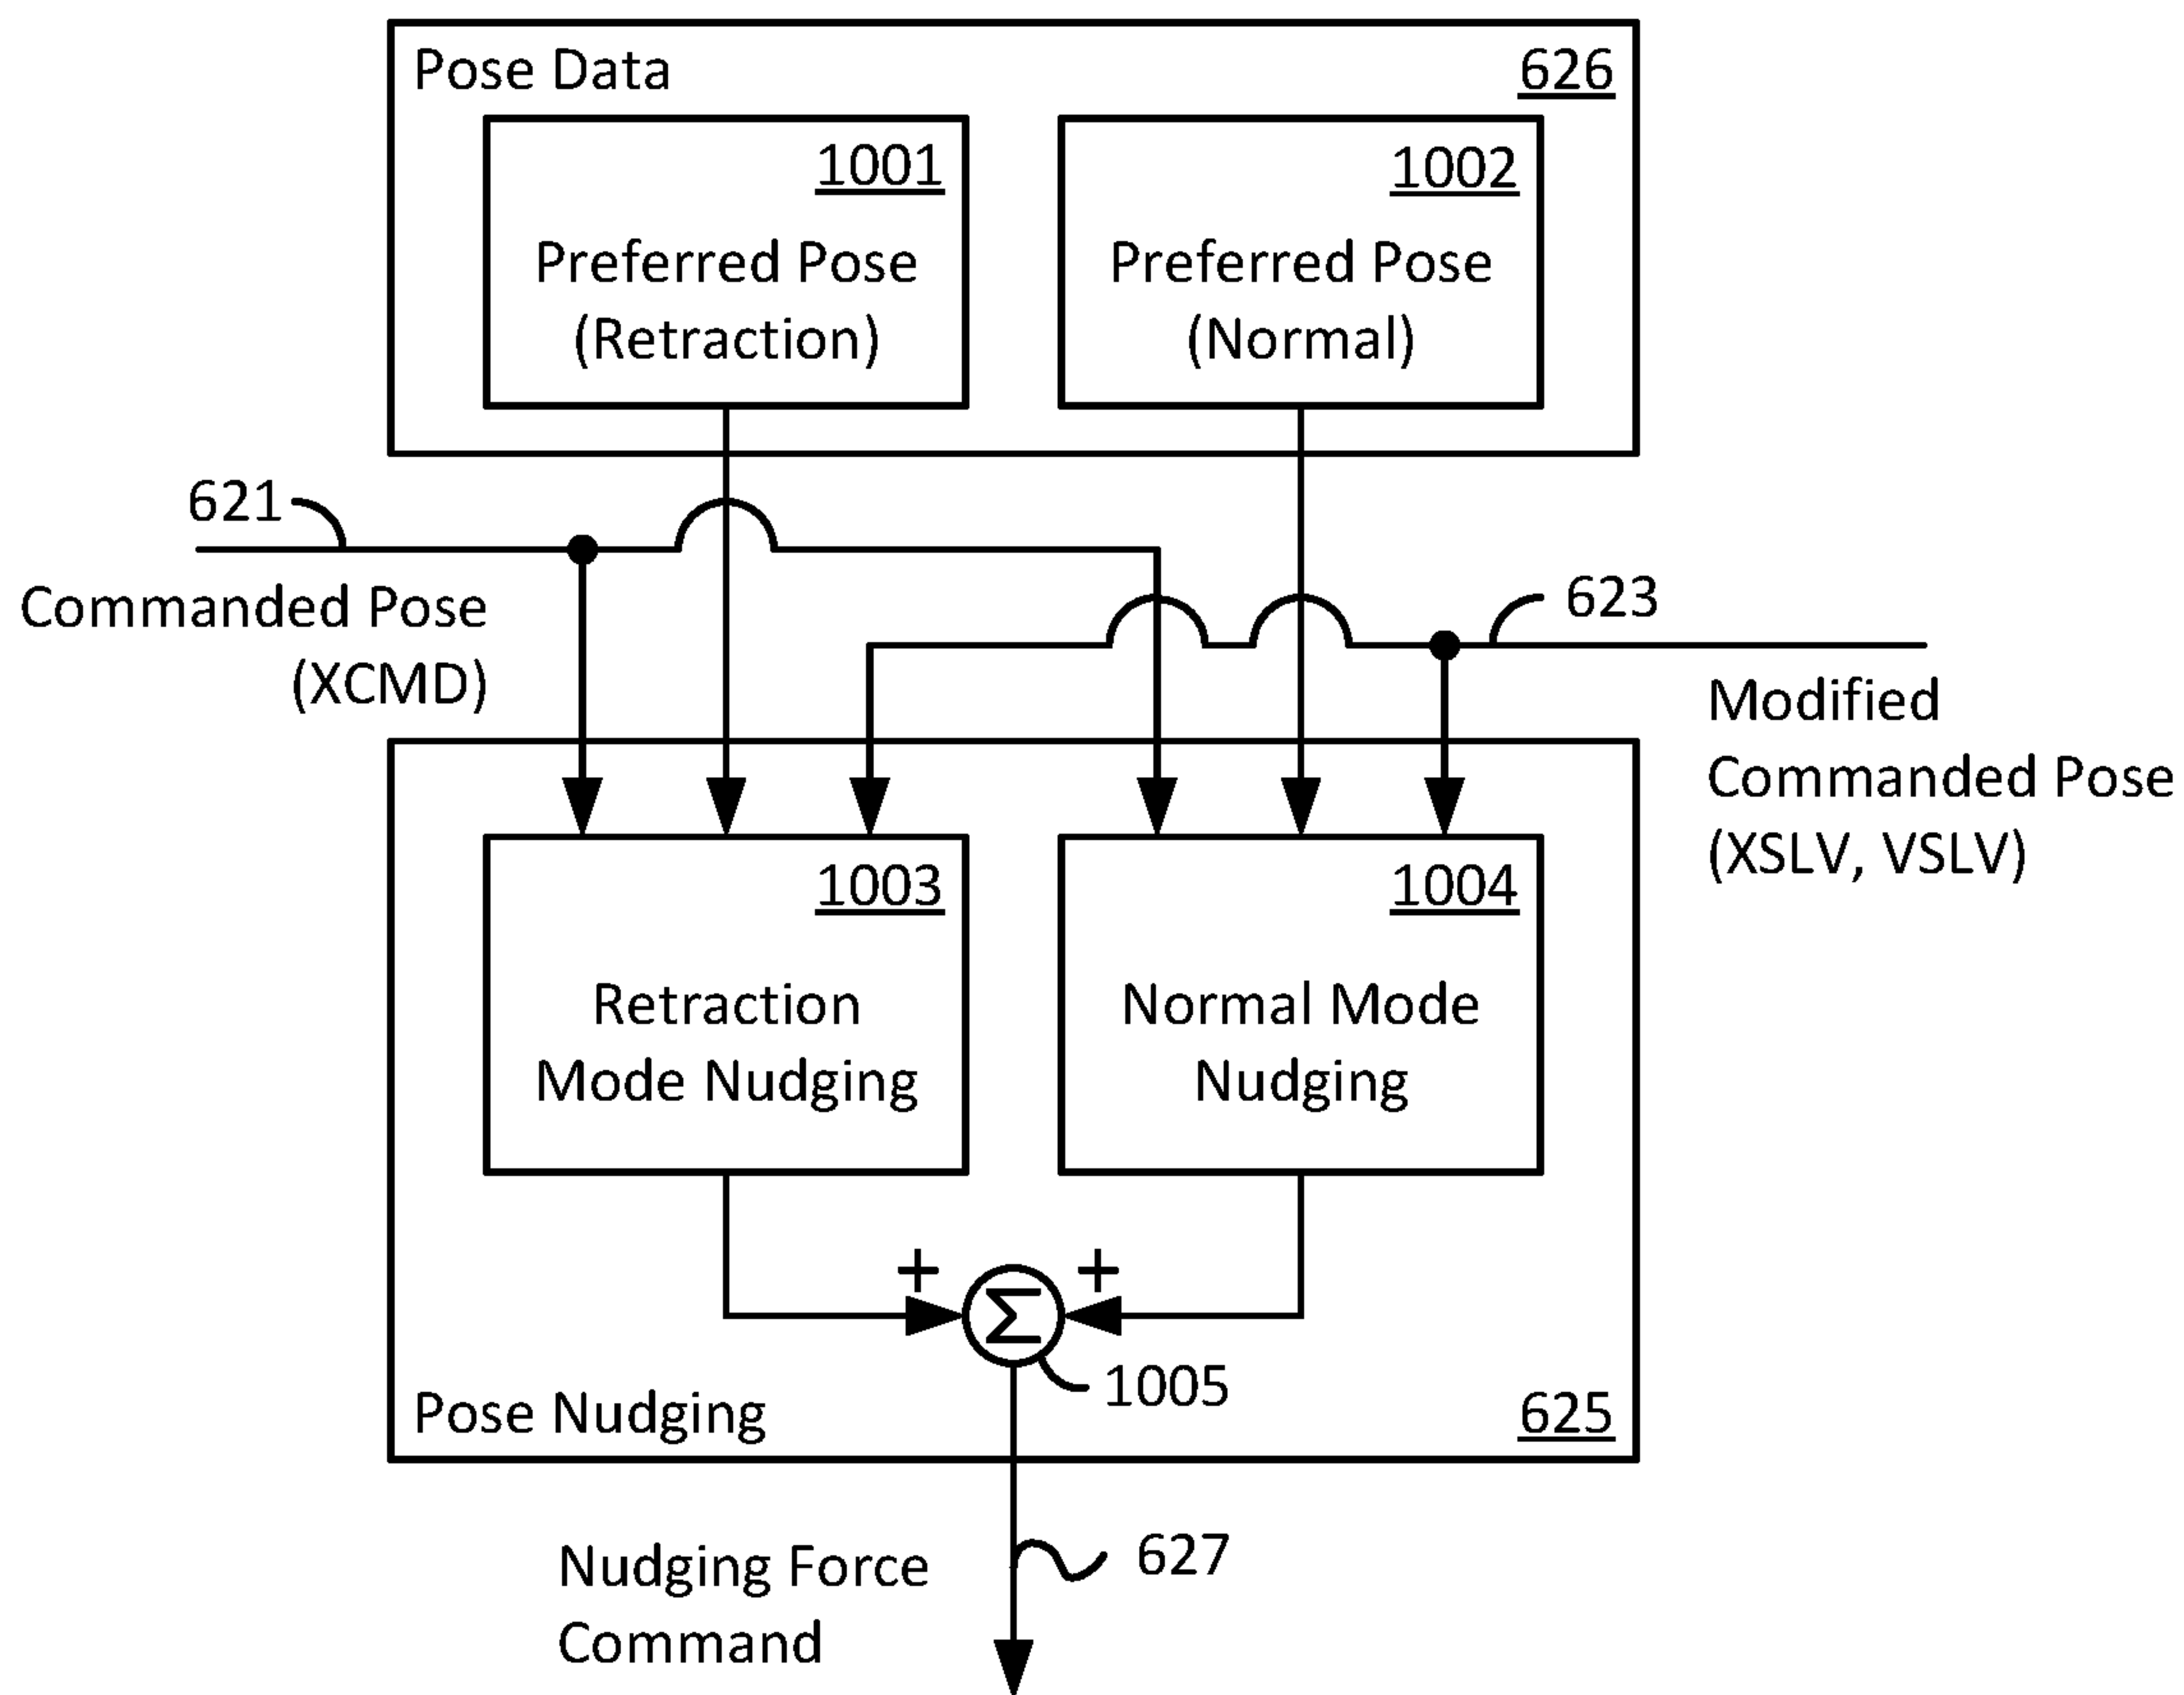 Pose Data
626
1001
Preferred Pose
(Retraction)
1002
Preferred Pose
(Normal)
621
Commanded Pose
(XCMD)
623
Modified
Commanded Pose
(XSLV, VSLV)
1003
Retraction
Mode Nudging
1004
Normal Mode
Nudging
+
Σ
+
1005
Pose Nudging
625
Nudging Force
Command
627